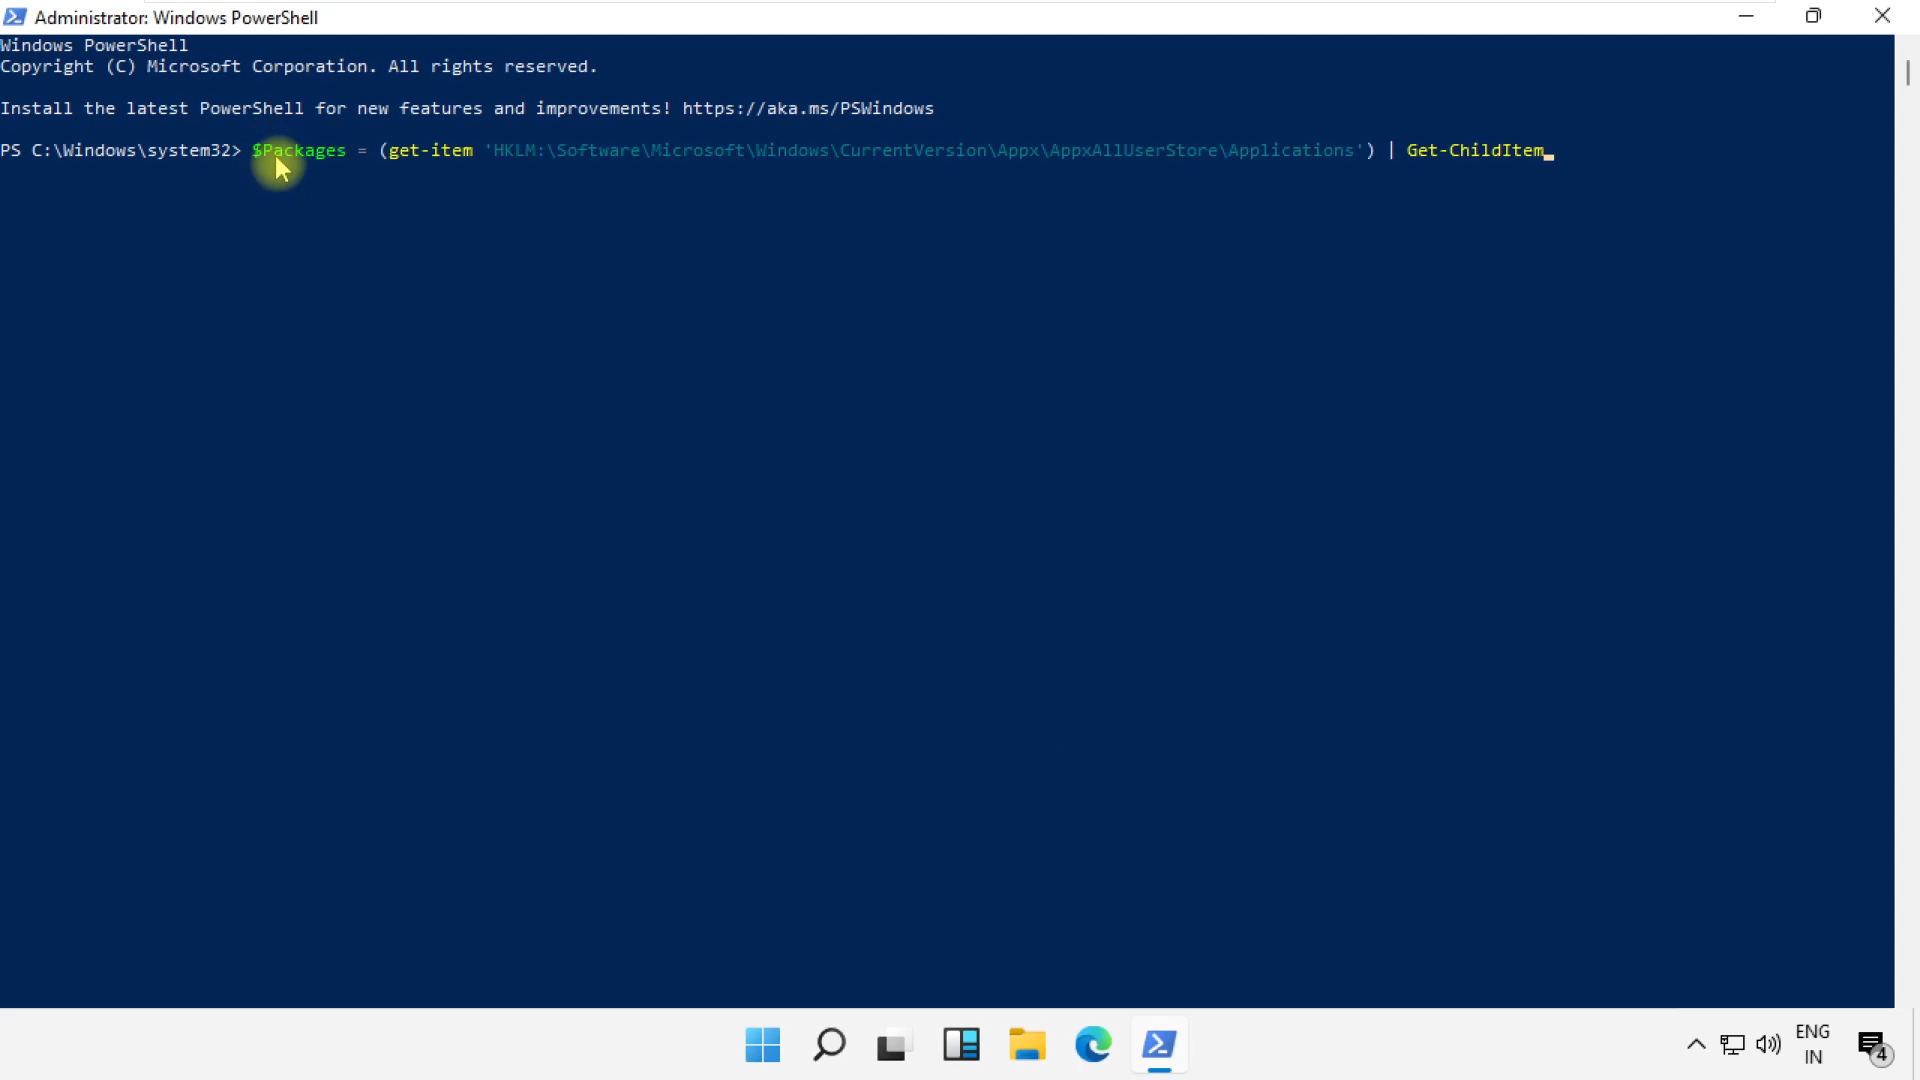 Administrator: Windows PowerShell
Windows PowerShell
Copyright (C) Microsoft Corporation. All rights reserved.
Install the latest PowerShell for new features and improvements! https://aka.ms/PSWindows
PS C:\Windows\system32> $Packages = (get-item 'HKLM:\Software\Microsoft\Windows\CurrentVersion\Appx\AppxAllUserStore\Applications') | Get-ChildItem
ENG
IN
4